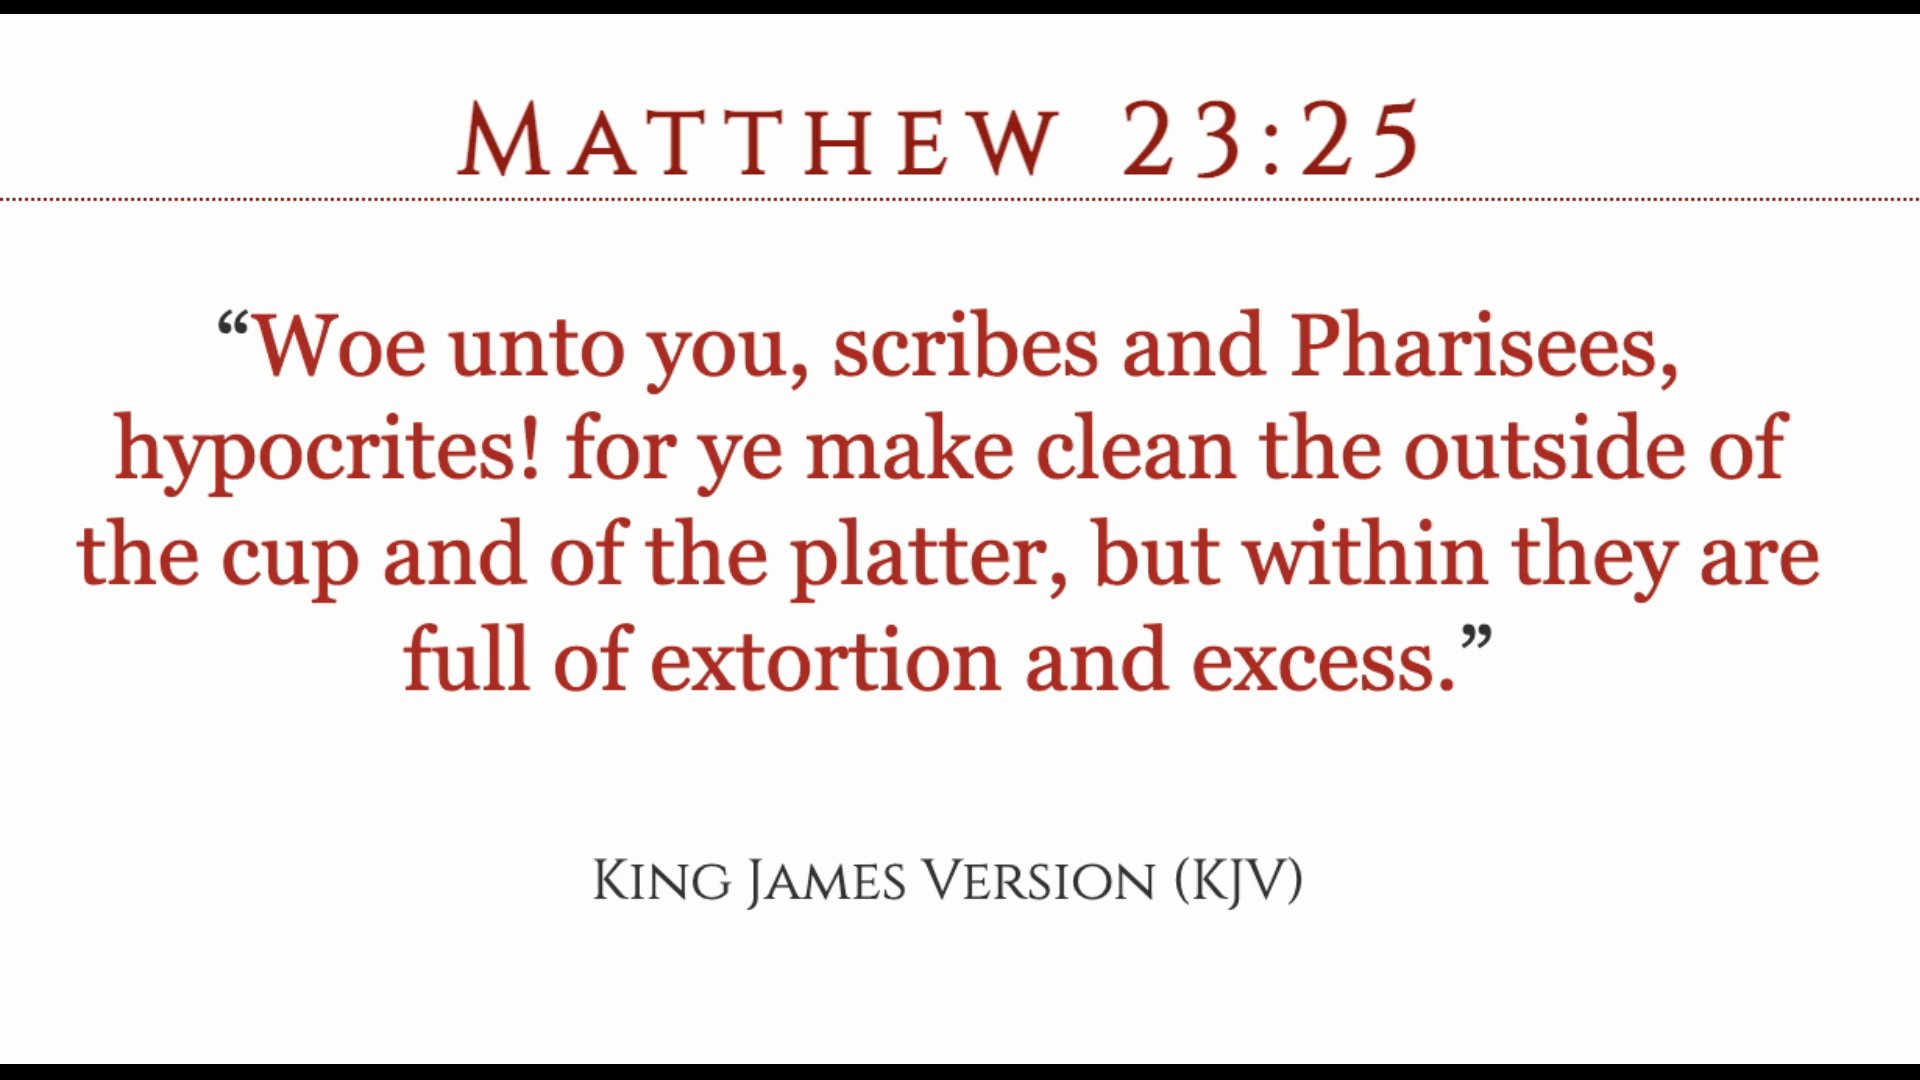 Matthew 23:25
“Woe unto you, scribes and Pharisees,
hypocrites! for ye make clean the outside of
the cup and of the platter, but within they are
full of extortion and excess.”
King James Version (KJV)